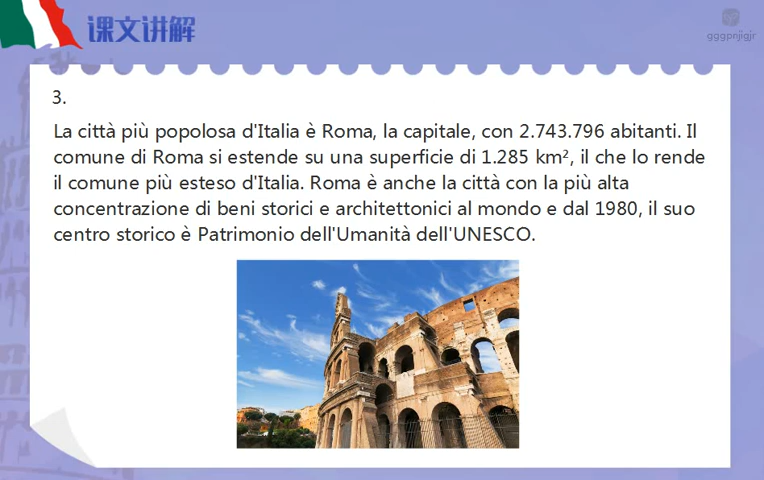 课文讲解
gggpnjigjr
3.
La città più popolosa d'Italia è Roma, la capitale, con 2.743.796 abitanti. Il
comune di Roma si estende su una superficie di 1.285 km², il che lo rende
il comune più esteso d'Italia. Roma è anche la città con la più alta
concentrazione di beni storici e architettonici al mondo e dal 1980, il suo
centro storico è Patrimonio dell'Umanità dell'UNESCO.